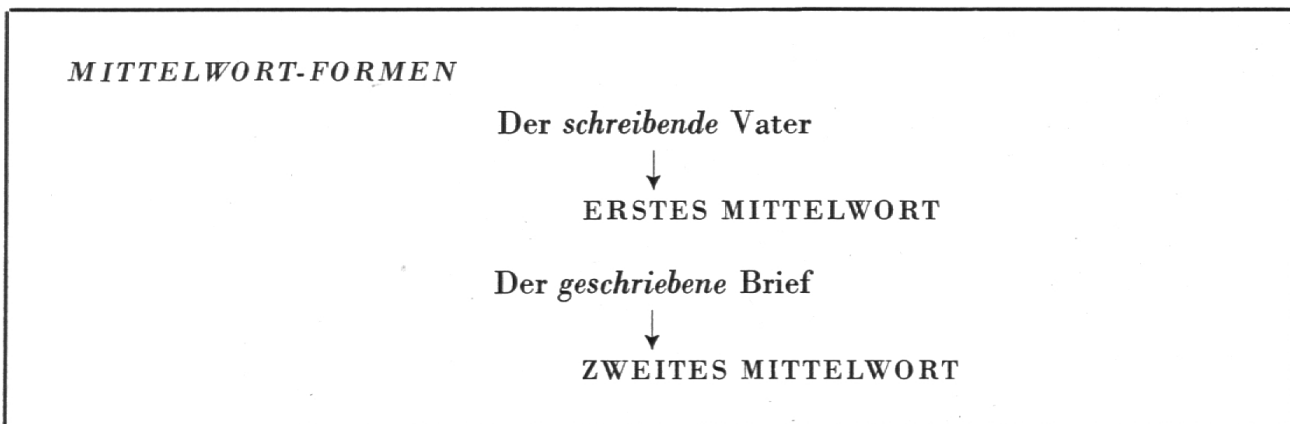 MITTELWORT-FORMEN
Der schreibende Vater
ERSTES MITTELWORT
Der geschriebene Brief
ZWEITES MITTELWORT